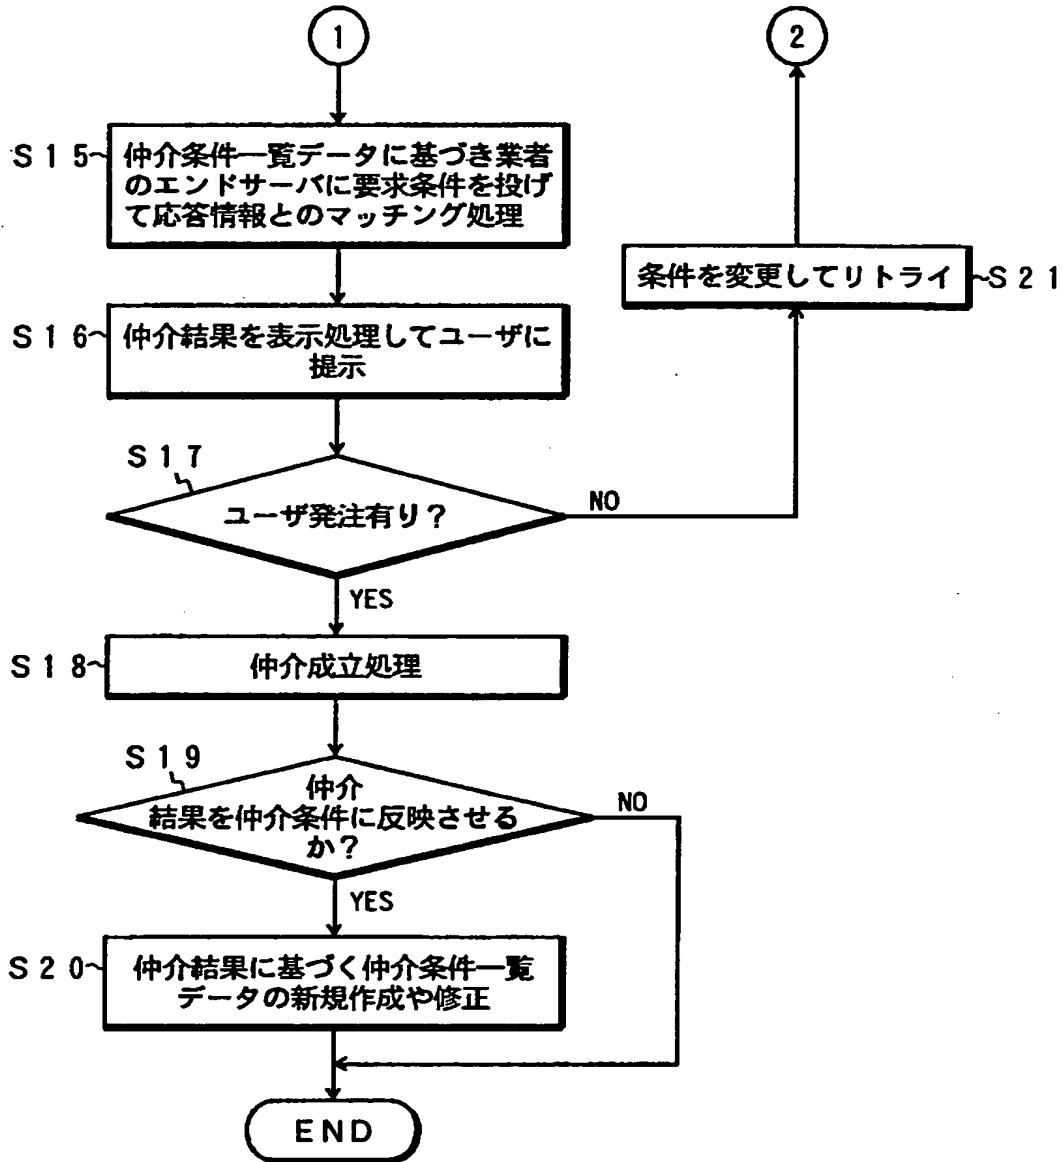 1
2
S15
仲介条件一覧データに基づき業者
のエンドサーバに要求条件を投げ
て応答情報とのマッチング処理
条件を変更してリトライ
S21
S16
仲介結果を表示処理してユーザに
提示
S17
ユーザ発注有り?
NO
YES
S18
仲介成立処理
S19
仲介
結果を仲介条件に反映させる
か?
NO
YES
S20
仲介結果に基づく仲介条件一覧
データの新規作成や修正
END